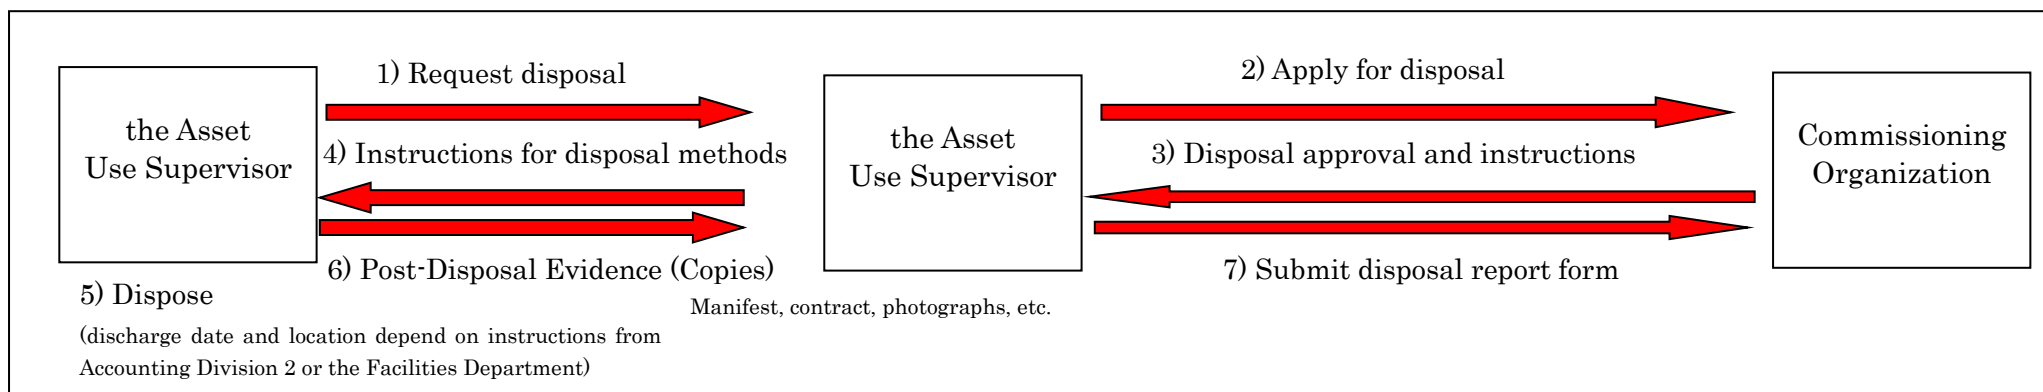 the Asset
Use Supervisor
1) Request disposal
4) Instructions for disposal methods
6) Post-Disposal Evidence (Copies)
5) Dispose
(discharge date and location depend on instructions from
Accounting Division 2 or the Facilities Department)
the Asset
Use Supervisor
Manifest, contract, photographs, etc.
2) Apply for disposal
3) Disposal approval and instructions
7) Submit disposal report form
Commissioning
Organization